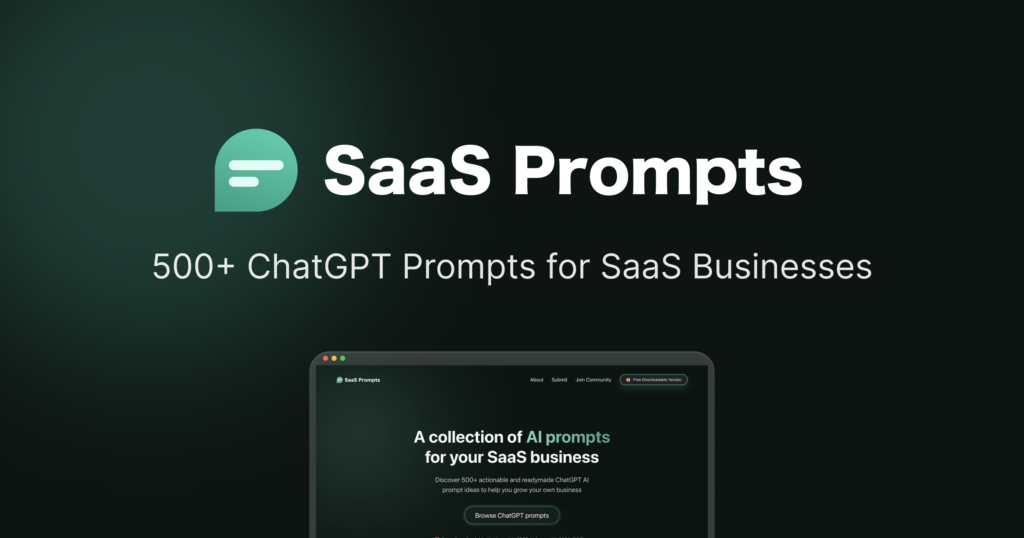 SaaS Prompts
500+ ChatGPT Prompts for SaaS Businesses
SaaS Prompts
About Submit Join Community Free Downloadable Version
A collection of AI prompts
for your SaaS business
Discover 500+ actionable and readymade ChatGPT AI
prompt ideas to help you grow your own business
Browse ChatGPT prompts